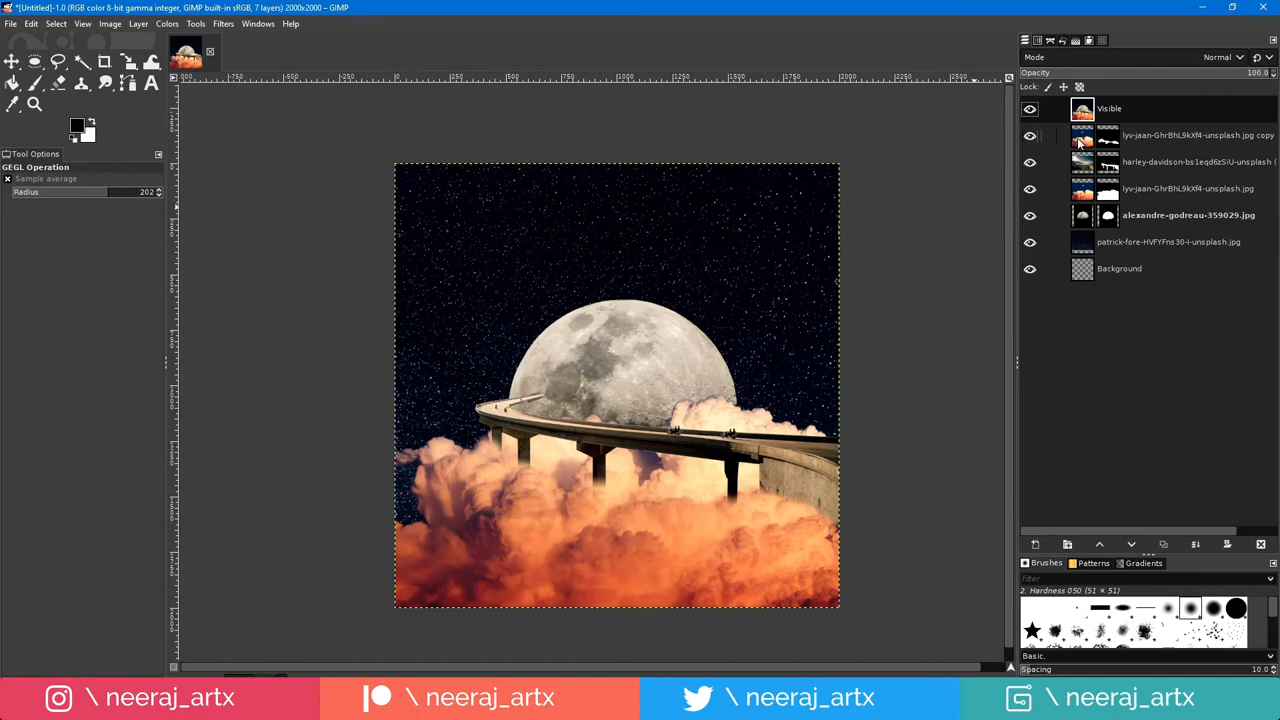 *[Untitled]-1.0 (RGB color 8-bit gamma integer, GIMP built-in sRGB, 7 layers) 2000x2000 – GIMP
File Edit Select View Image Layer Colors Tools Filters Windows Help
Mode Normal
Opacity 100.0
Lock:
Visible
lyv-jaan-GhrBhL9kXf4-unsplash.jpg copy
harley-davidson-bs1eqd6zSiU-unsplash (
lyv-jaan-GhrBhL9kXf4-unsplash.jpg
alexandre-godreau-359029.jpg
patrick-fore-HVFYFns30-I-unsplash.jpg
Background
Tool Options
GEGL Operation
Sample average
Radius 202
Brushes Patterns Gradients
filter
2. Hardness 050 (51 × 51)
Basic,
Spacing 10.0
\ neeraj_artx \ neeraj_artx \ neeraj_artx \ neeraj_artx